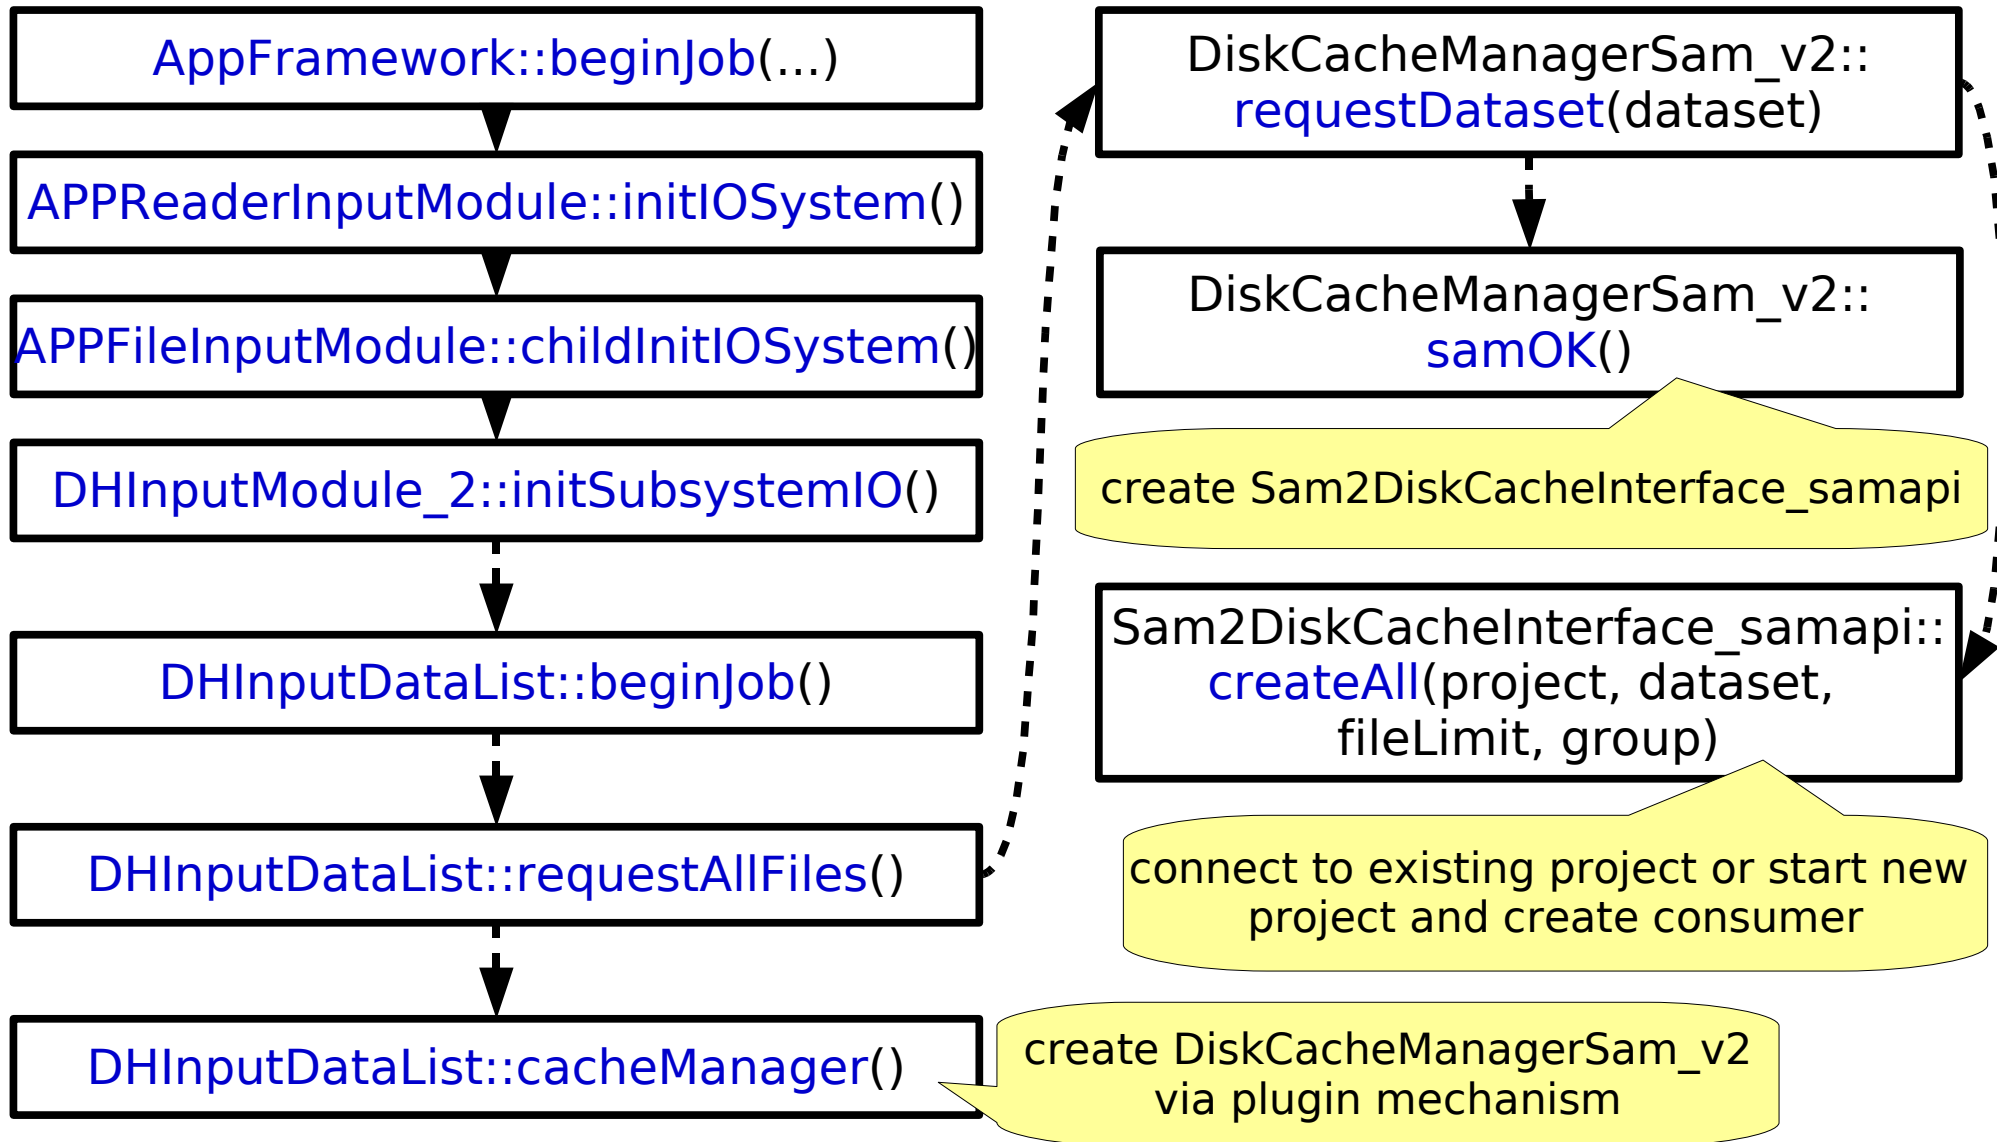 AppFramework::beginJob(...)
APPReaderInputModule::initIOSystem()
APPFileInputModule::childInitIOSystem()
DHInputModule_2::initSubsystemIO()
DHInputDataList::beginJob()
DHInputDataList::requestAllFiles()
DHInputDataList::cacheManager()
create DiskCacheManagerSam_v2
via plugin mechanism
DiskCacheManagerSam_v2::
requestDataset(dataset)
DiskCacheManagerSam_v2::
samOK()
create Sam2DiskCacheInterface_samapi
Sam2DiskCacheInterface_samapi::
createAll(project, dataset,
fileLimit, group)
connect to existing project or start new
project and create consumer